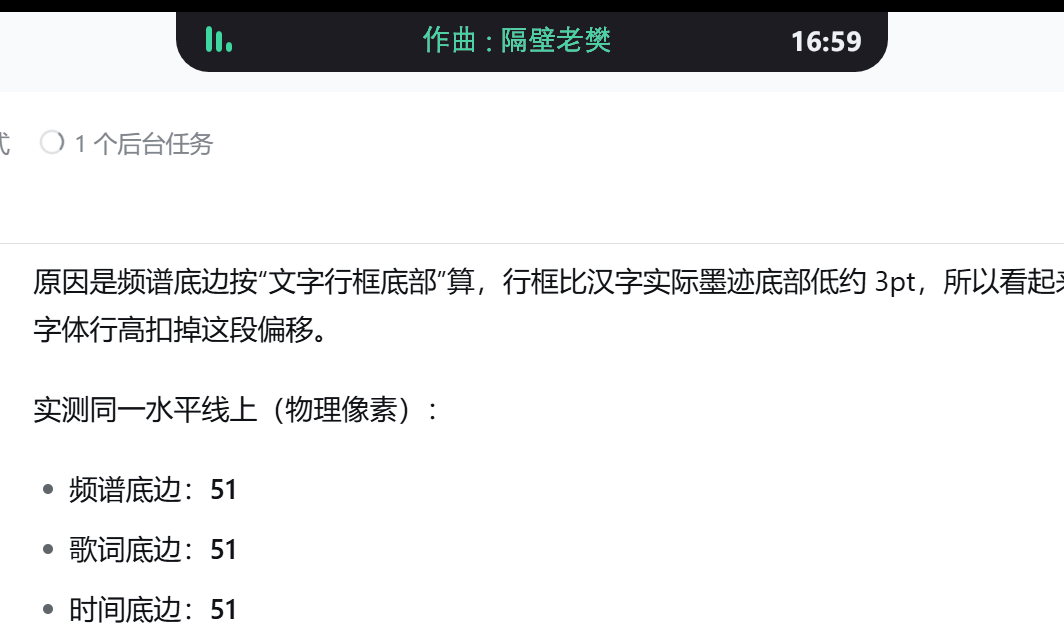 作曲 : 隔壁老樊
16:59
式 1 个后台任务
原因是频谱底边按“文字行框底部”算，行框比汉字实际墨迹底部低约 3pt，所以看起来
字体行高扣掉这段偏移。
实测同一水平线上（物理像素）：
频谱底边：51
歌词底边：51
时间底边：51